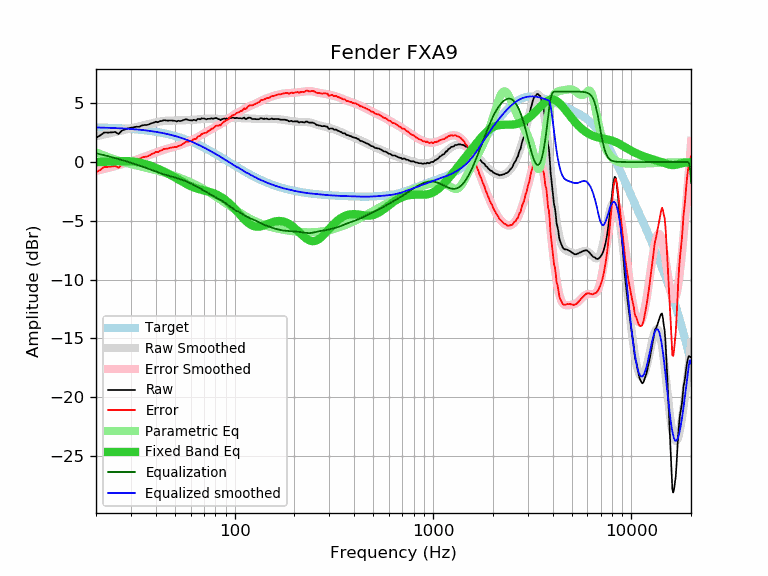 Fender FXA9
Amplitude (dBr)
5
0
−5
−10
−15
−20
−25
Target
Raw Smoothed
Error Smoothed
Raw
Error
Parametric Eq
Fixed Band Eq
Equalization
Equalized smoothed
100 1000 10000
Frequency (Hz)